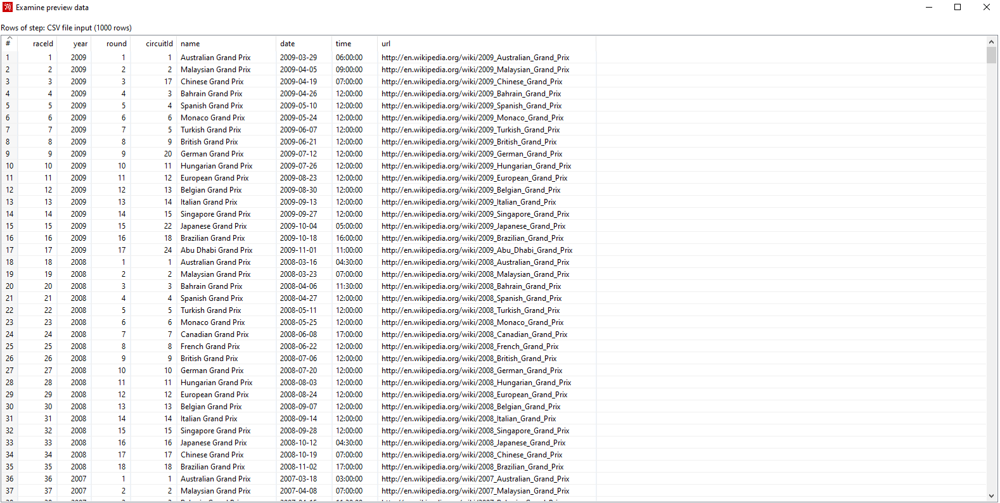 Examine preview data
Rows of step: CSV file input (1000 rows)
# raceId year round circuitId name date time url
1 1 2009 1 1 Australian Grand Prix 2009-03-29 06:00:00 http://en.wikipedia.org/wiki/2009_Australian_Grand_Prix
2 2 2009 2 2 Malaysian Grand Prix 2009-04-05 09:00:00 http://en.wikipedia.org/wiki/2009_Malaysian_Grand_Prix
3 3 2009 3 17 Chinese Grand Prix 2009-04-19 07:00:00 http://en.wikipedia.org/wiki/2009_Chinese_Grand_Prix
4 4 2009 4 3 Bahrain Grand Prix 2009-04-26 12:00:00 http://en.wikipedia.org/wiki/2009_Bahrain_Grand_Prix
5 5 2009 5 4 Spanish Grand Prix 2009-05-10 12:00:00 http://en.wikipedia.org/wiki/2009_Spanish_Grand_Prix
6 6 2009 6 6 Monaco Grand Prix 2009-05-24 12:00:00 http://en.wikipedia.org/wiki/2009_Monaco_Grand_Prix
7 7 2009 7 5 Turkish Grand Prix 2009-06-07 12:00:00 http://en.wikipedia.org/wiki/2009_Turkish_Grand_Prix
8 8 2009 8 9 British Grand Prix 2009-06-21 12:00:00 http://en.wikipedia.org/wiki/2009_British_Grand_Prix
9 9 2009 9 20 German Grand Prix 2009-07-12 12:00:00 http://en.wikipedia.org/wiki/2009_German_Grand_Prix
10 10 2009 10 11 Hungarian Grand Prix 2009-07-26 12:00:00 http://en.wikipedia.org/wiki/2009_Hungarian_Grand_Prix
11 11 2009 11 12 European Grand Prix 2009-08-23 12:00:00 http://en.wikipedia.org/wiki/2009_European_Grand_Prix
12 12 2009 12 13 Belgian Grand Prix 2009-08-30 12:00:00 http://en.wikipedia.org/wiki/2009_Belgian_Grand_Prix
13 13 2009 13 14 Italian Grand Prix 2009-09-13 12:00:00 http://en.wikipedia.org/wiki/2009_Italian_Grand_Prix
14 14 2009 14 15 Singapore Grand Prix 2009-09-27 12:00:00 http://en.wikipedia.org/wiki/2009_Singapore_Grand_Prix
15 15 2009 15 22 Japanese Grand Prix 2009-10-04 05:00:00 http://en.wikipedia.org/wiki/2009_Japanese_Grand_Prix
16 16 2009 16 18 Brazilian Grand Prix 2009-10-18 16:00:00 http://en.wikipedia.org/wiki/2009_Brazilian_Grand_Prix
17 17 2009 17 24 Abu Dhabi Grand Prix 2009-11-01 11:00:00 http://en.wikipedia.org/wiki/2009_Abu_Dhabi_Grand_Prix
18 18 2008 1 1 Australian Grand Prix 2008-03-16 04:30:00 http://en.wikipedia.org/wiki/2008_Australian_Grand_Prix
19 19 2008 2 2 Malaysian Grand Prix 2008-03-23 07:00:00 http://en.wikipedia.org/wiki/2008_Malaysian_Grand_Prix
20 20 2008 3 3 Bahrain Grand Prix 2008-04-06 11:30:00 http://en.wikipedia.org/wiki/2008_Bahrain_Grand_Prix
21 21 2008 4 4 Spanish Grand Prix 2008-04-27 12:00:00 http://en.wikipedia.org/wiki/2008_Spanish_Grand_Prix
22 22 2008 5 5 Turkish Grand Prix 2008-05-11 12:00:00 http://en.wikipedia.org/wiki/2008_Turkish_Grand_Prix
23 23 2008 6 6 Monaco Grand Prix 2008-05-25 12:00:00 http://en.wikipedia.org/wiki/2008_Monaco_Grand_Prix
24 24 2008 7 7 Canadian Grand Prix 2008-06-08 17:00:00 http://en.wikipedia.org/wiki/2008_Canadian_Grand_Prix
25 25 2008 8 8 French Grand Prix 2008-06-22 12:00:00 http://en.wikipedia.org/wiki/2008_French_Grand_Prix
26 26 2008 9 9 British Grand Prix 2008-07-06 12:00:00 http://en.wikipedia.org/wiki/2008_British_Grand_Prix
27 27 2008 10 10 German Grand Prix 2008-07-20 12:00:00 http://en.wikipedia.org/wiki/2008_German_Grand_Prix
28 28 2008 11 11 Hungarian Grand Prix 2008-08-03 12:00:00 http://en.wikipedia.org/wiki/2008_Hungarian_Grand_Prix
29 29 2008 12 12 European Grand Prix 2008-08-24 12:00:00 http://en.wikipedia.org/wiki/2008_European_Grand_Prix
30 30 2008 13 13 Belgian Grand Prix 2008-09-07 12:00:00 http://en.wikipedia.org/wiki/2008_Belgian_Grand_Prix
31 31 2008 14 14 Italian Grand Prix 2008-09-14 12:00:00 http://en.wikipedia.org/wiki/2008_Italian_Grand_Prix
32 32 2008 15 15 Singapore Grand Prix 2008-09-28 12:00:00 http://en.wikipedia.org/wiki/2008_Singapore_Grand_Prix
33 33 2008 16 16 Japanese Grand Prix 2008-10-12 04:30:00 http://en.wikipedia.org/wiki/2008_Japanese_Grand_Prix
34 34 2008 17 17 Chinese Grand Prix 2008-10-19 07:00:00 http://en.wikipedia.org/wiki/2008_Chinese_Grand_Prix
35 35 2008 18 18 Brazilian Grand Prix 2008-11-02 17:00:00 http://en.wikipedia.org/wiki/2008_Brazilian_Grand_Prix
36 36 2007 1 1 Australian Grand Prix 2007-03-18 03:00:00 http://en.wikipedia.org/wiki/2007_Australian_Grand_Prix
37 37 2007 2 2 Malaysian Grand Prix 2007-04-08 07:00:00 http://en.wikipedia.org/wiki/2007_Malaysian_Grand_Prix